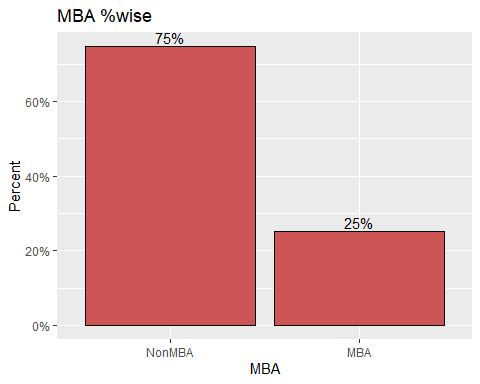 MBA %wise
75%
25%
60%
40%
20%
0%
Percent
NonMBA
MBA
MBA